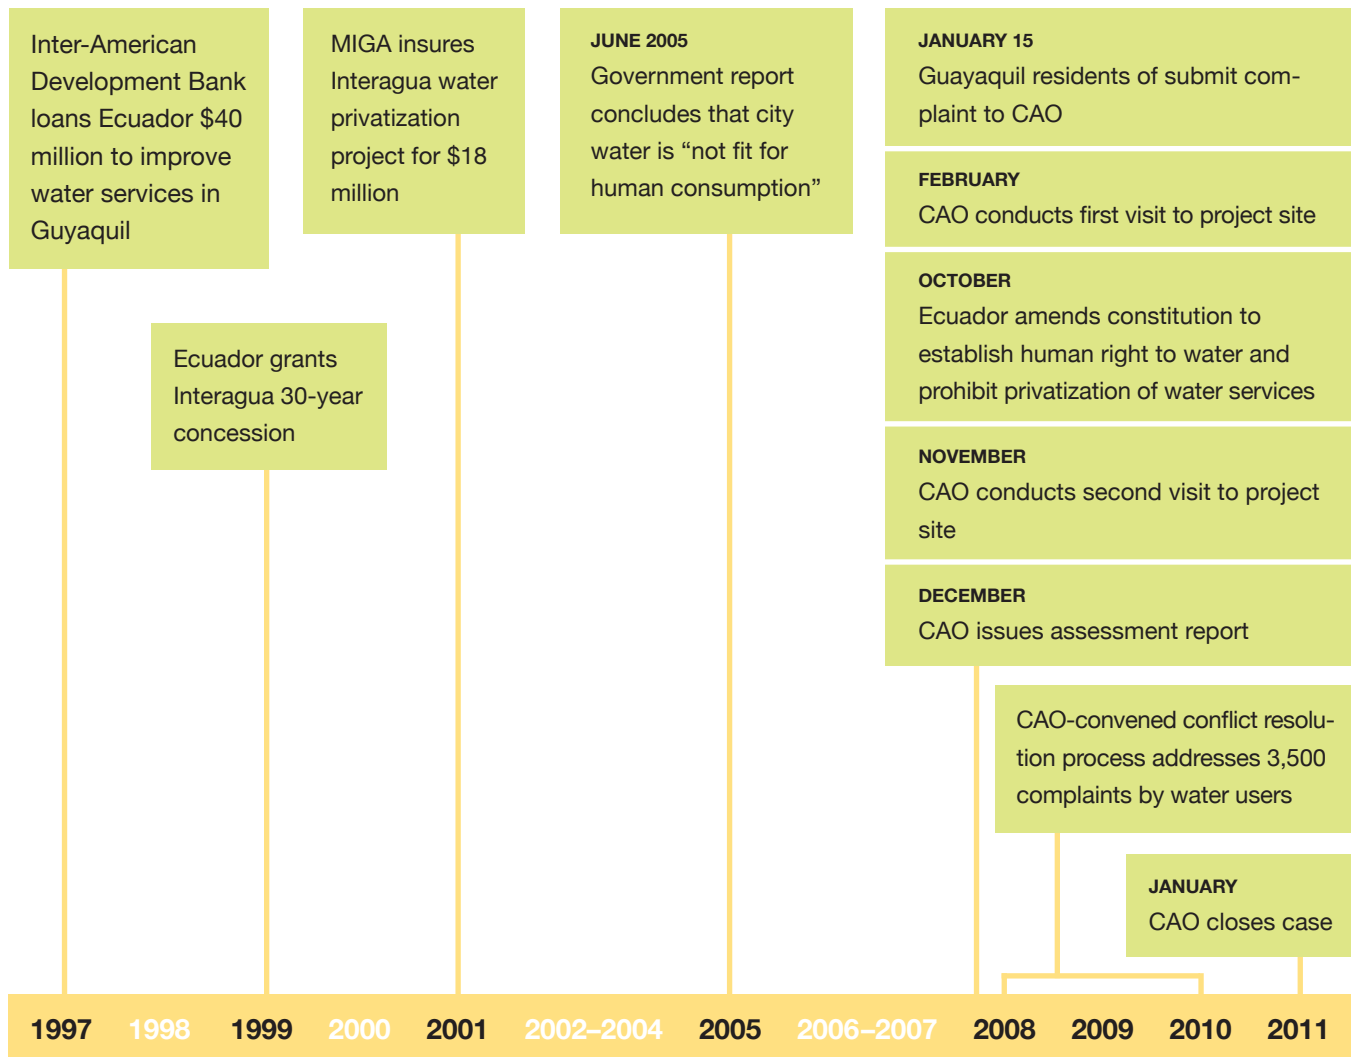 Inter-American
Development Bank
loans Ecuador $40
million to improve
water services in
Guyaquil
Ecuador grants
Interagua 30-year
concession
MIGA insures
Interagua water
privatization
project for $18
million
JUNE 2005
Government report
concludes that city
water is “not fit for
human consumption”
JANUARY 15
Guayaquil residents of submit com-
plaint to CAO
FEBRUARY
CAO conducts first visit to project site
OCTOBER
Ecuador amends constitution to
establish human right to water and
prohibit privatization of water services
NOVEMBER
CAO conducts second visit to project
site
DECEMBER
CAO issues assessment report
CAO-convened conflict resolu-
tion process addresses 3,500
complaints by water users
JANUARY
CAO closes case
1997 1998 1999 2000 2001 2002–2004 2005 2006–2007 2008 2009 2010 2011